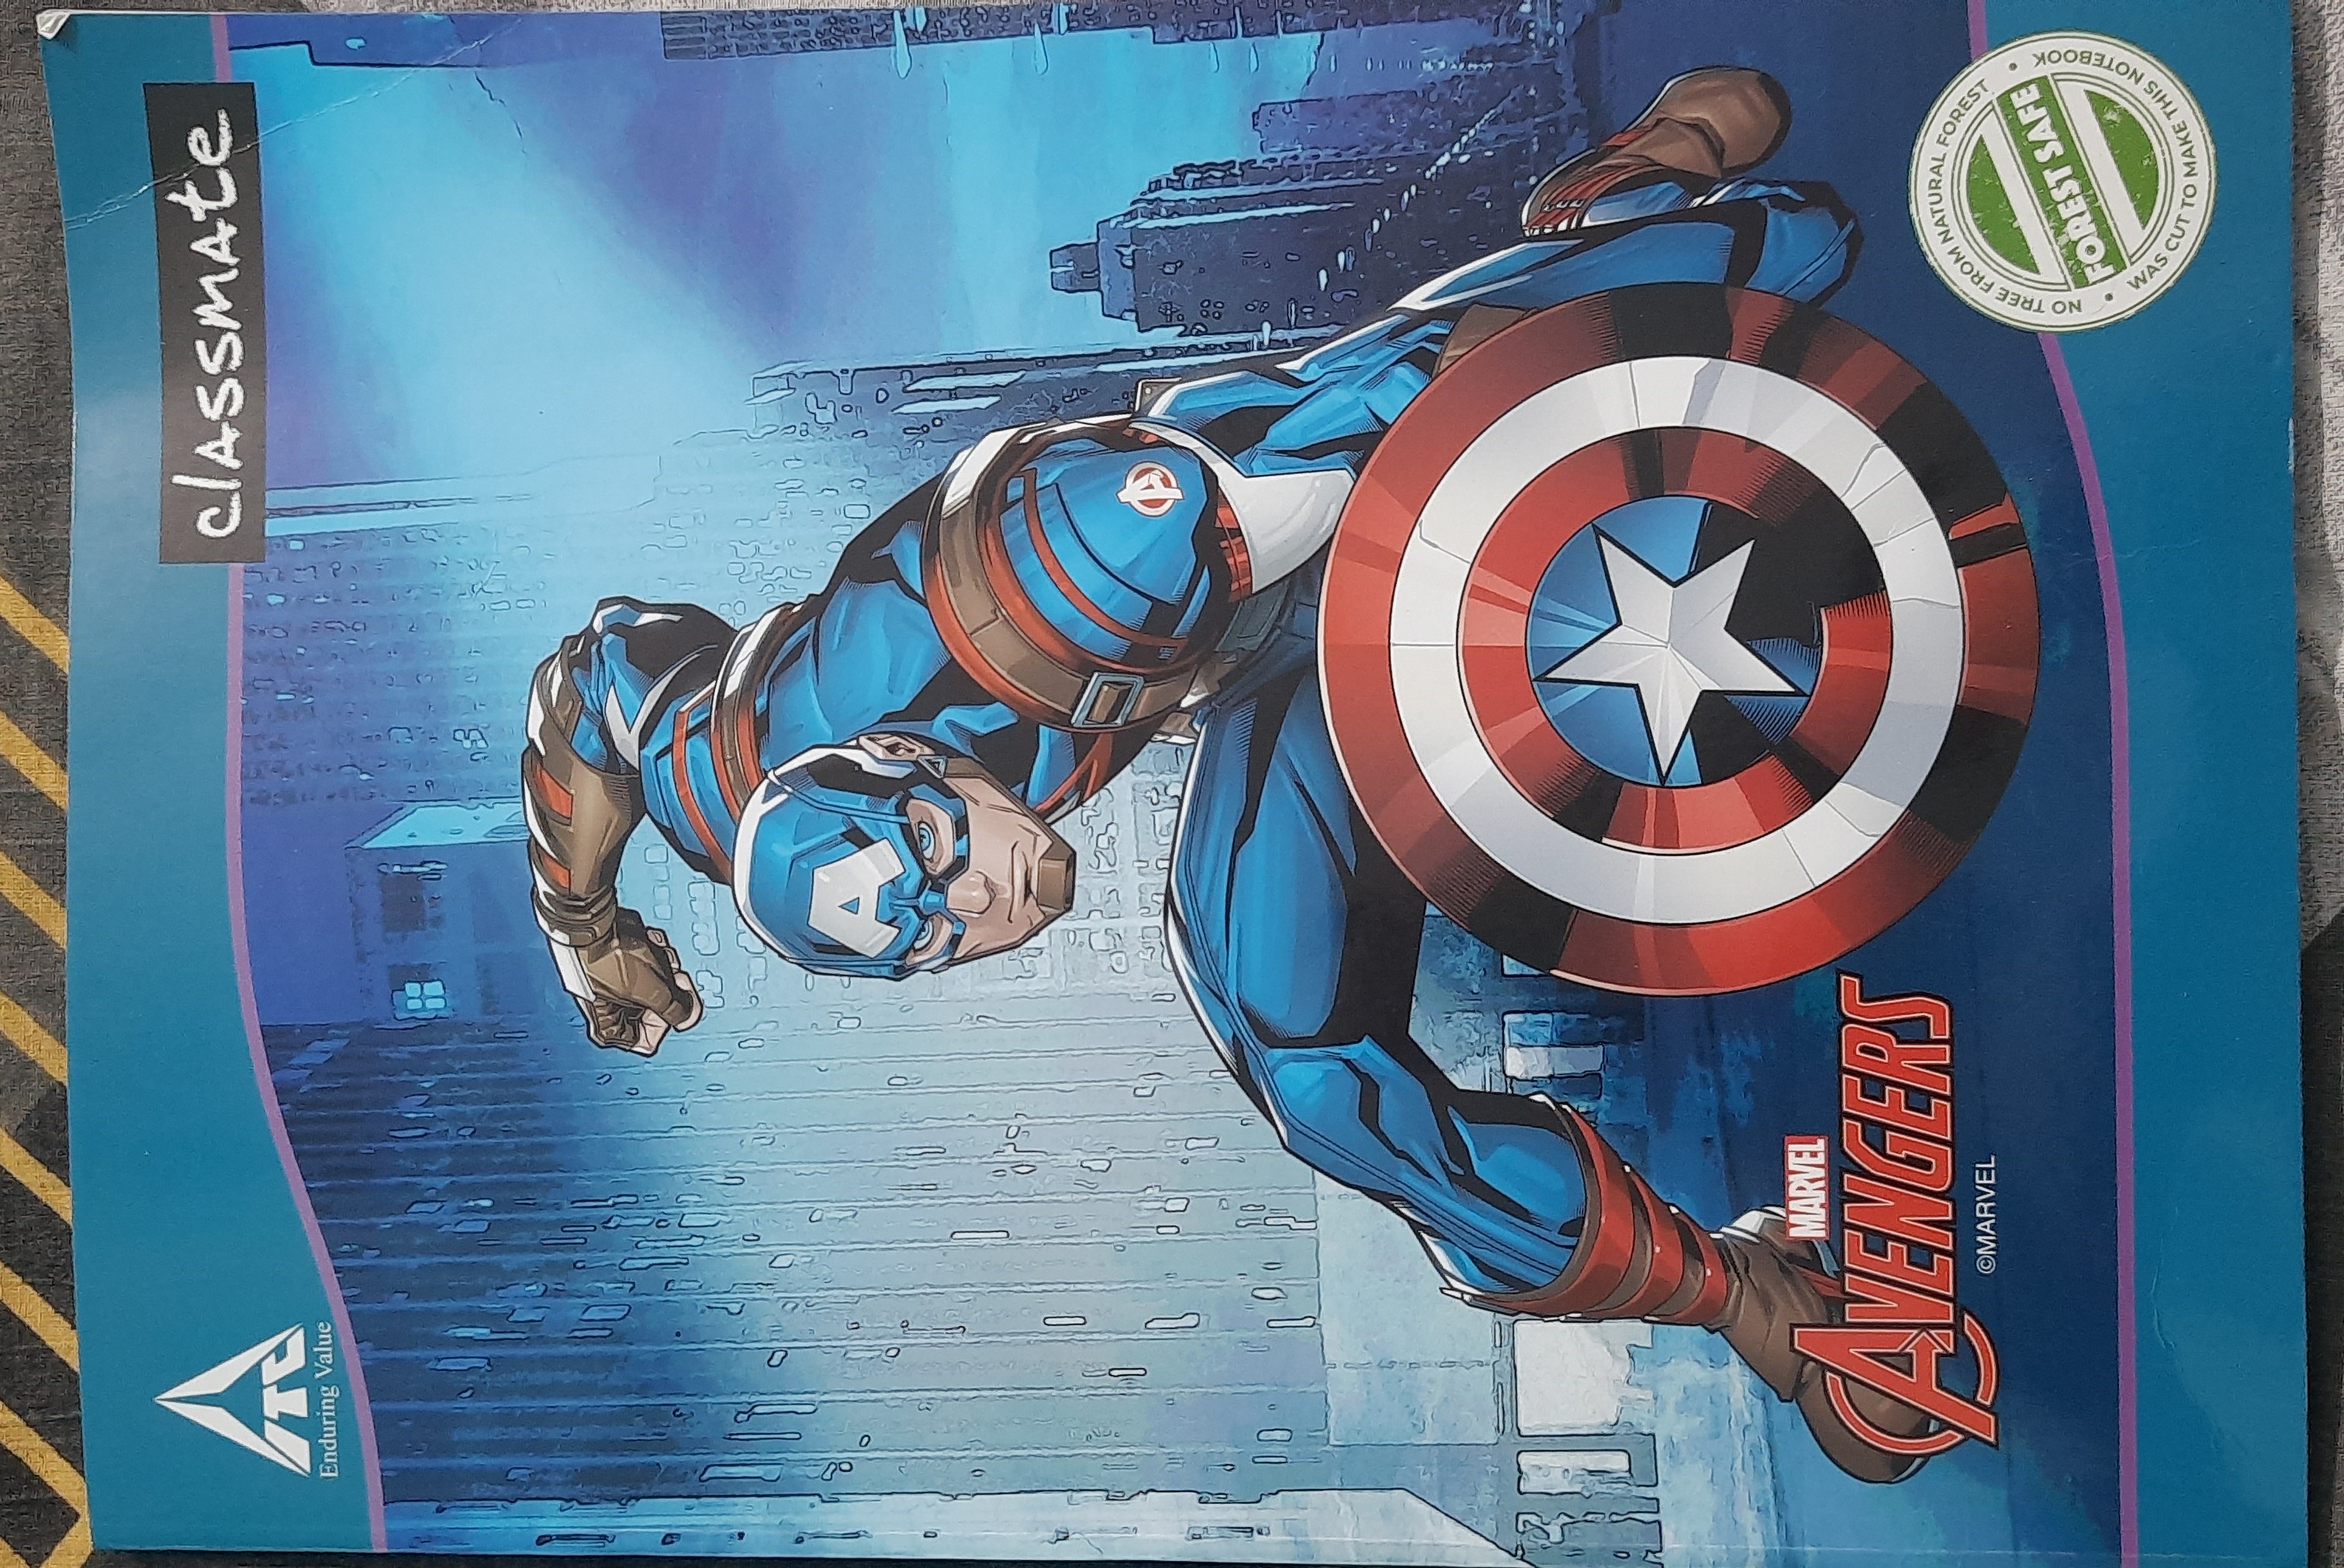 ITC
Enduring Value
classmate
A
A
MARVEL
AVENGERS
©MARVEL
NO TREE FROM NATURAL FOREST
FOREST SAFE
WAS CUT TO MAKE THIS NOTEBOOK